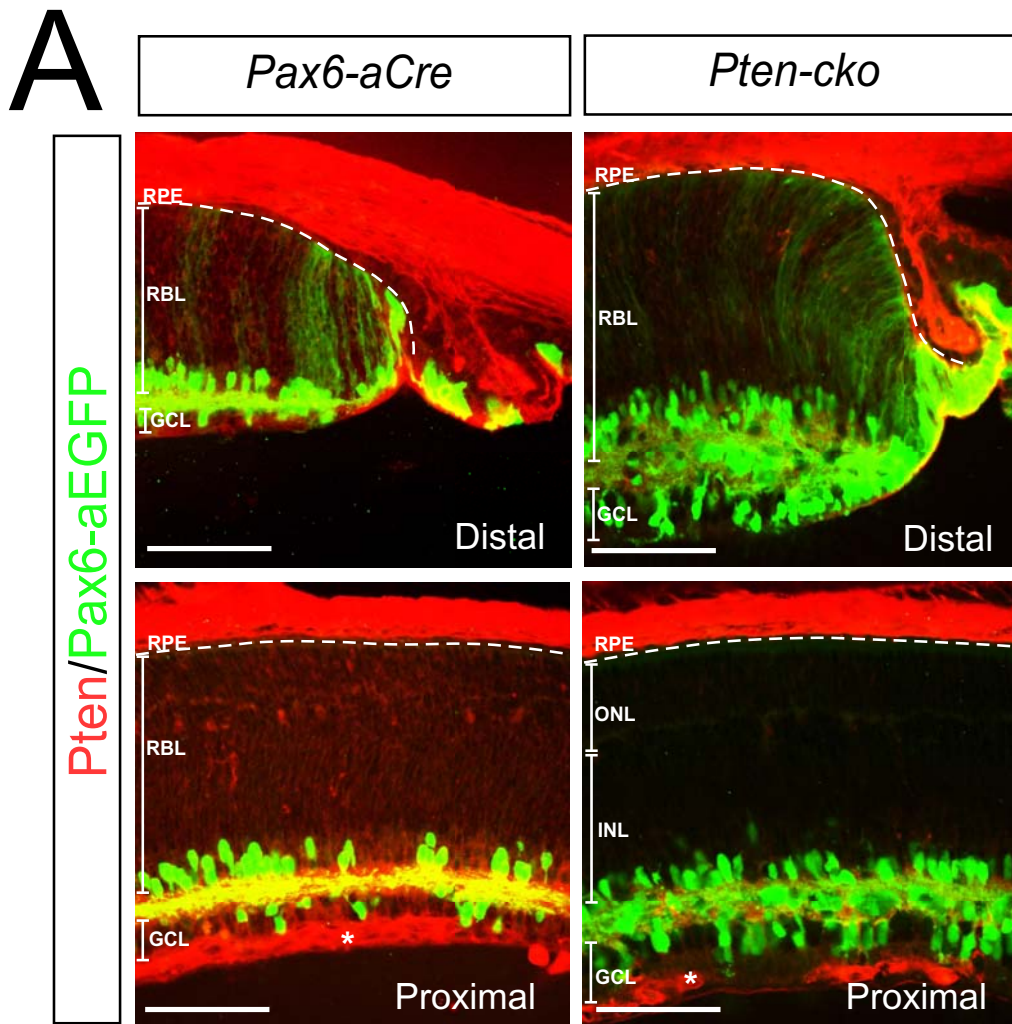 A
Pax6-aCre
Pten-cko
Pten/Pax6-aEGFP
RPE
RBL
GCL
Distal
RPE
RBL
GCL
Distal
RPE
RBL
GCL
*
Proximal
RPE
ONL
INL
GCL
*
Proximal